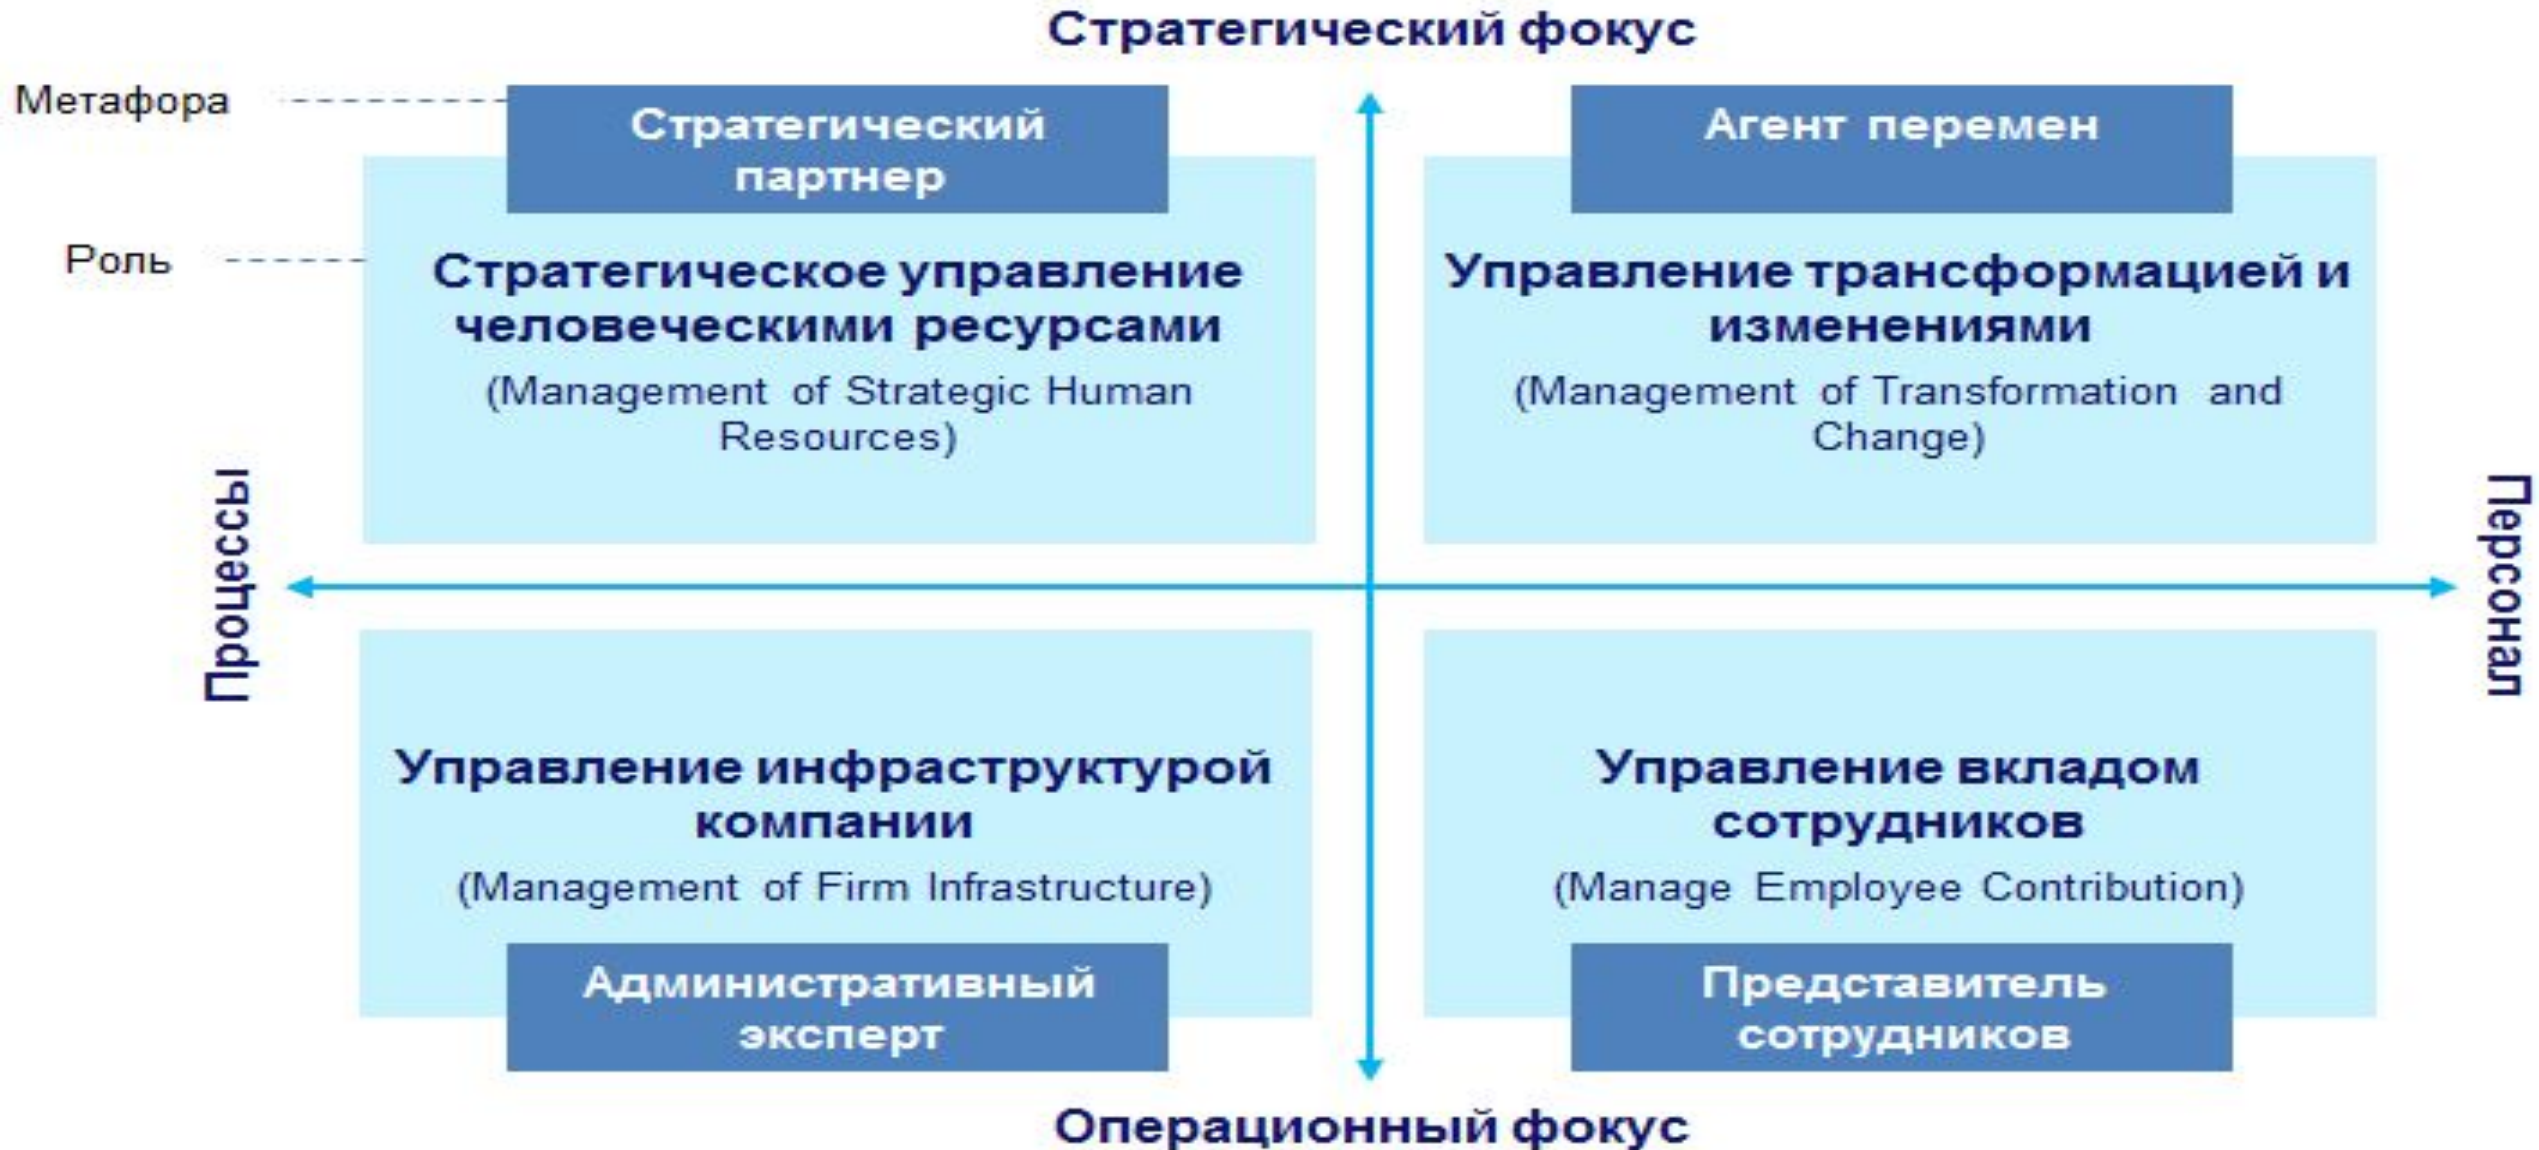 Стратегический фокус
Метафора
Стратегический
партнер
Агент перемен
Роль
Стратегическое управление
человеческими ресурсами
(Management of Strategic Human
Resources)
Управление трансформацией и
изменениями
(Management of Transformation and
Change)
Процессы
Персонал
Управление инфраструктурой
компании
(Management of Firm Infrastructure)
Административный
эксперт
Управление вкладом
сотрудников
(Manage Employee Contribution)
Представитель
сотрудников
Операционный фокус